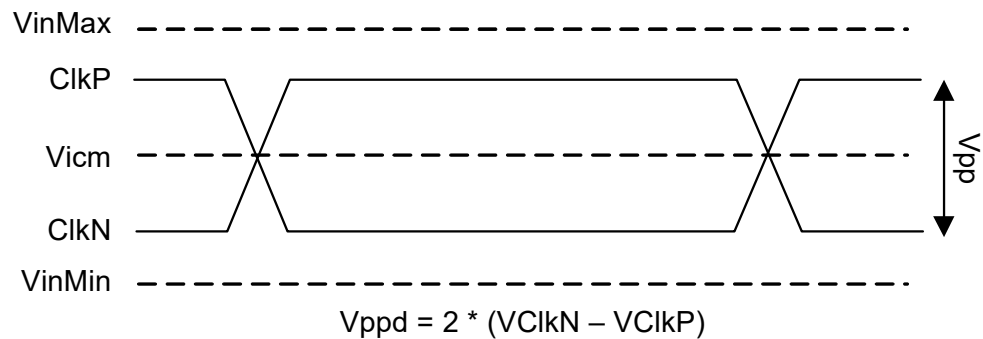 VinMax
ClkP
Vicm
Vpp
ClkN
VinMin
Vppd = 2 * (VClkN – VClkP)